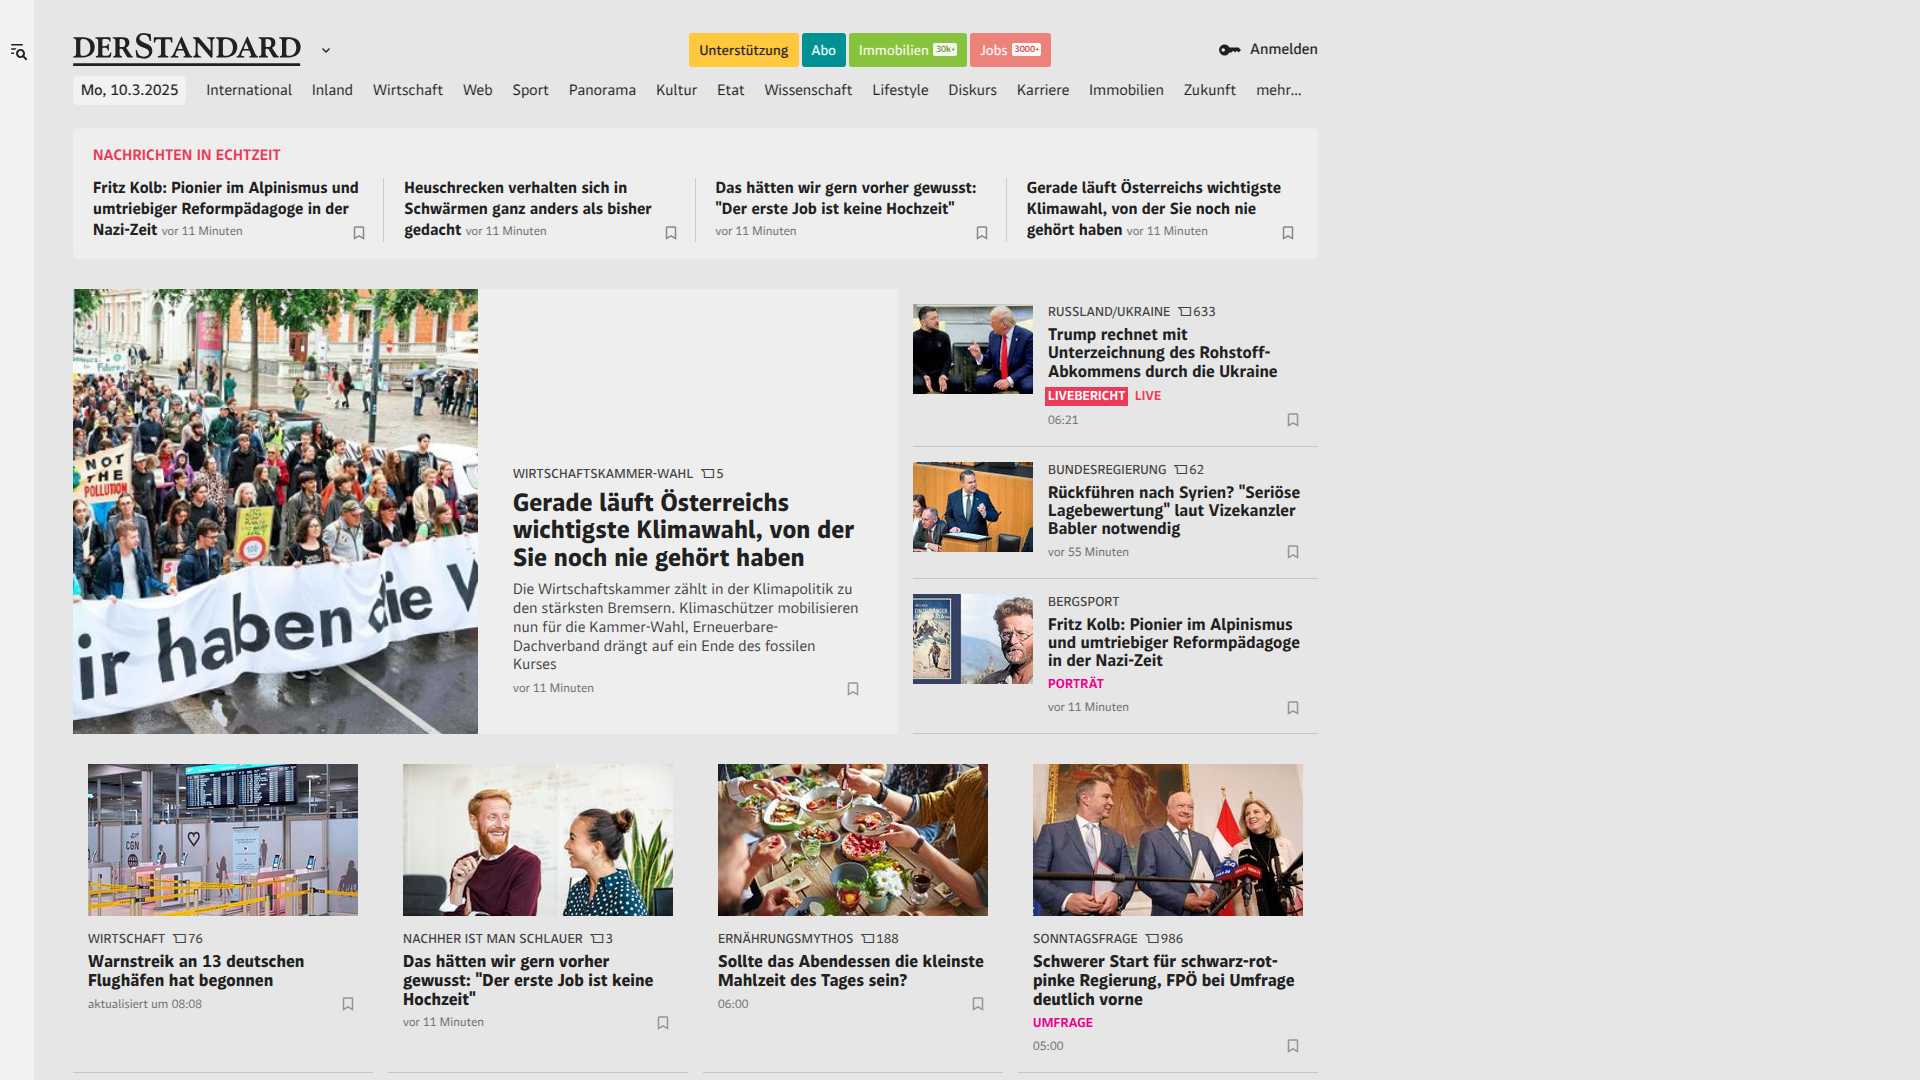 DERSTANDARD
Unterstützung
Abo
Immobilien 30k+
Jobs 3000+
Anmelden
Mo, 10.3.2025
International
Inland
Wirtschaft
Web
Sport
Panorama
Kultur
Etat
Wissenschaft
Lifestyle
Diskurs
Karriere
Immobilien
Zukunft
mehr...
NACHRICHTEN IN ECHTZEIT
Fritz Kolb: Pionier im Alpinismus und
umtriebiger Reformpädagoge in der
Nazi-Zeit vor 11 Minuten
Heuschrecken verhalten sich in
Schwärmen ganz anders als bisher
gedacht vor 11 Minuten
Das hätten wir gern vorher gewusst:
"Der erste Job ist keine Hochzeit"
vor 11 Minuten
Gerade läuft Österreichs wichtigste
Klimawahl, von der Sie noch nie
gehört haben vor 11 Minuten
NOT
THE
POLLUTION
ir haben die W
WIRTSCHAFTSKAMMER-WAHL 5
Gerade läuft Österreichs
wichtigste Klimawahl, von der
Sie noch nie gehört haben
Die Wirtschaftskammer zählt in der Klimapolitik zu
den stärksten Bremsern. Klimaschützer mobilisieren
nun für die Kammer-Wahl, Erneuerbare-
Dachverband drängt auf ein Ende des fossilen
Kurses
vor 11 Minuten
RUSSLAND/UKRAINE 633
Trump rechnet mit
Unterzeichnung des Rohstoff-
Abkommens durch die Ukraine
LIVEBERICHT LIVE
06:21
BUNDESREGIERUNG 62
Rückführen nach Syrien? "Seriöse
Lagebewertung" laut Vizekanzler
Babler notwendig
vor 55 Minuten
BERGSPORT
Fritz Kolb: Pionier im Alpinismus
und umtriebiger Reformpädagoge
in der Nazi-Zeit
PORTRÄT
vor 11 Minuten
CGN
WIRTSCHAFT 76
Warnstreik an 13 deutschen
Flughäfen hat begonnen
aktualisiert um 08:08
NACHHER IST MAN SCHLAUER 3
Das hätten wir gern vorher
gewusst: "Der erste Job ist keine
Hochzeit"
vor 11 Minuten
ERNÄHRUNGSMYTHOS 188
Sollte das Abendessen die kleinste
Mahlzeit des Tages sein?
06:00
SONNTAGSFRAGE 986
Schwerer Start für schwarz-rot-
pinke Regierung, FPÖ bei Umfrage
deutlich vorne
UMFRAGE
05:00